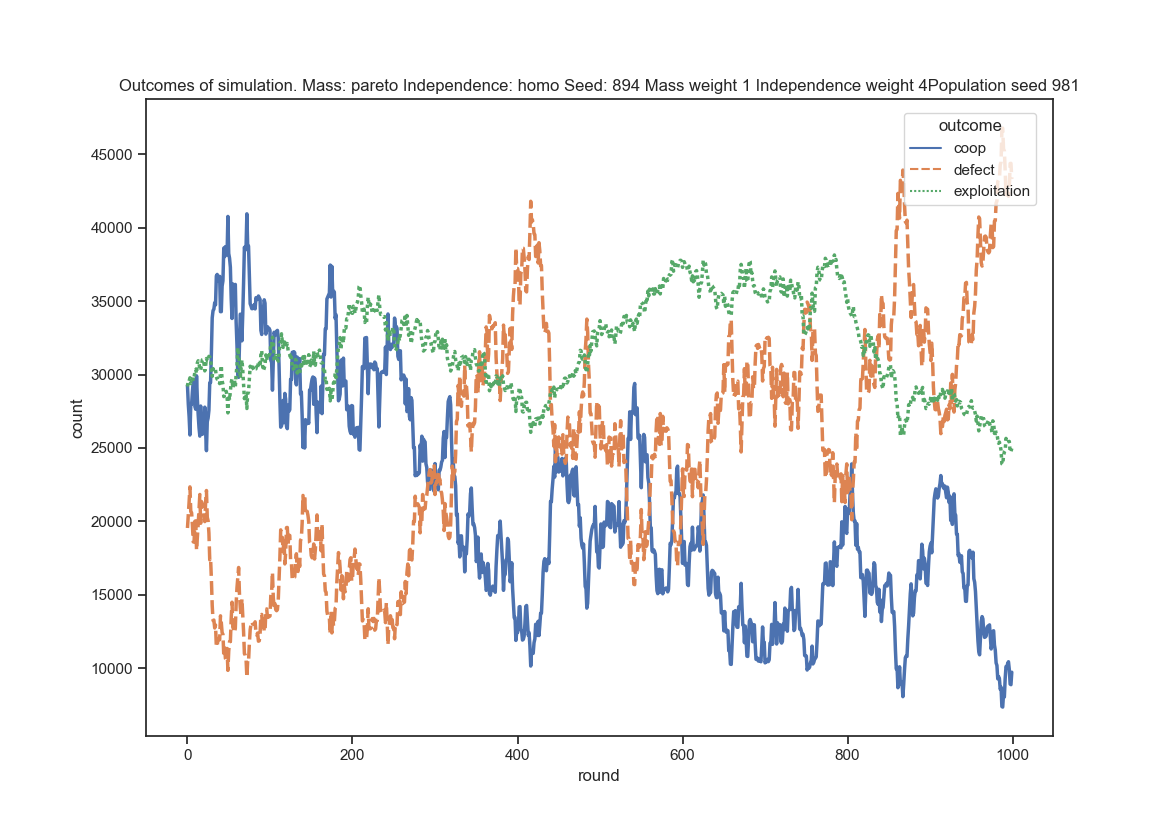 Outcomes of simulation. Mass: pareto Independence: homo Seed: 894 Mass weight 1 Independence weight 4Population seed 981
outcome
coop
defect
exploitation
45000
40000
35000
30000
25000
20000
15000
10000
count
0 200 400 600 800 1000
round